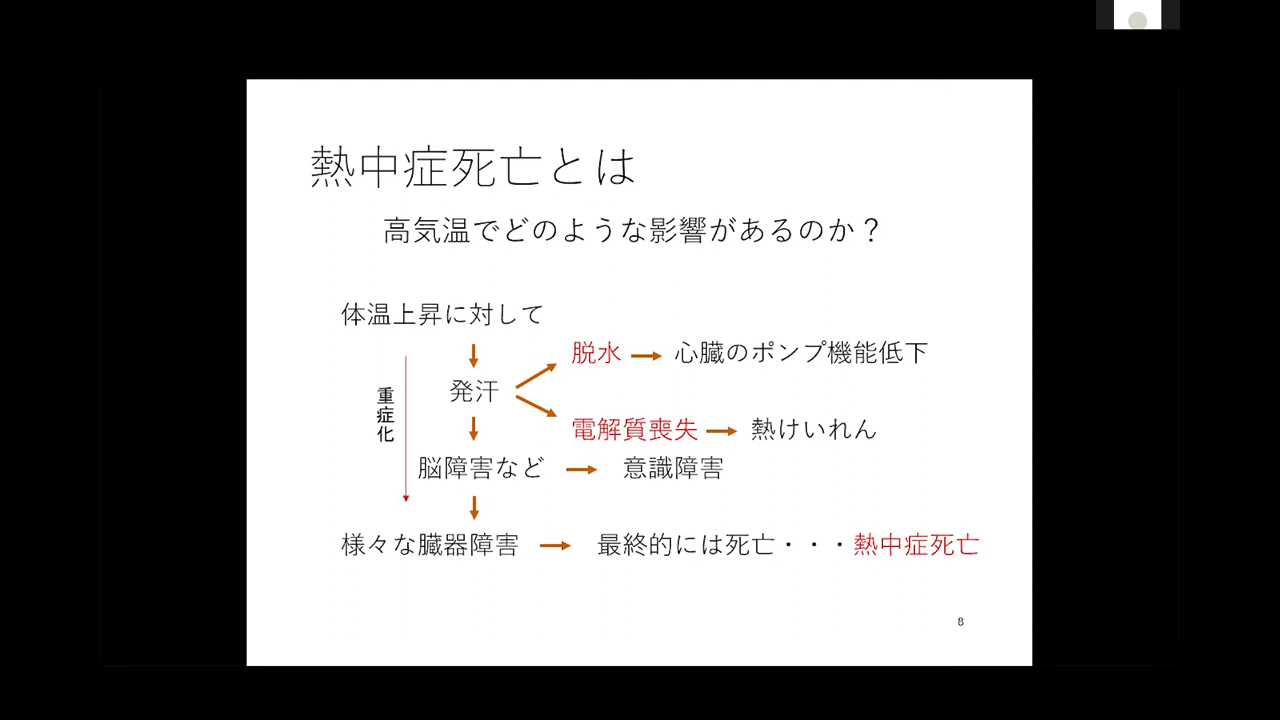 熱中症死亡とは
高気温でどのような影響があるのか？
体温上昇に対して
脱水 → 心臓のポンプ機能低下
発汗
重症化
電解質喪失 → 熱けいれん
脳障害など → 意識障害
様々な臓器障害 → 最終的には死亡・・・熱中症死亡
8